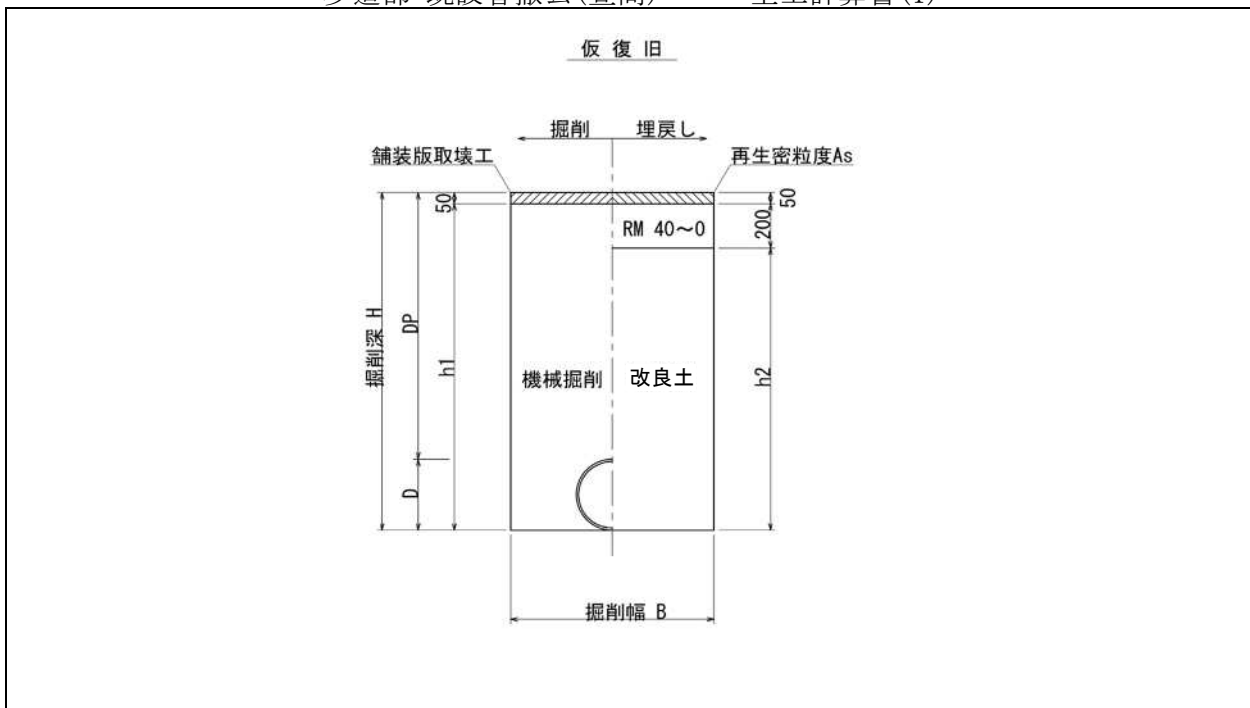 仮 復 旧
掘削 埋戻し
舗装版取壊工
再生密粒度As
50
50
200
RM 40～0
掘削深 H
DP
h1
機械掘削
改良土
h2
D
掘削幅 B